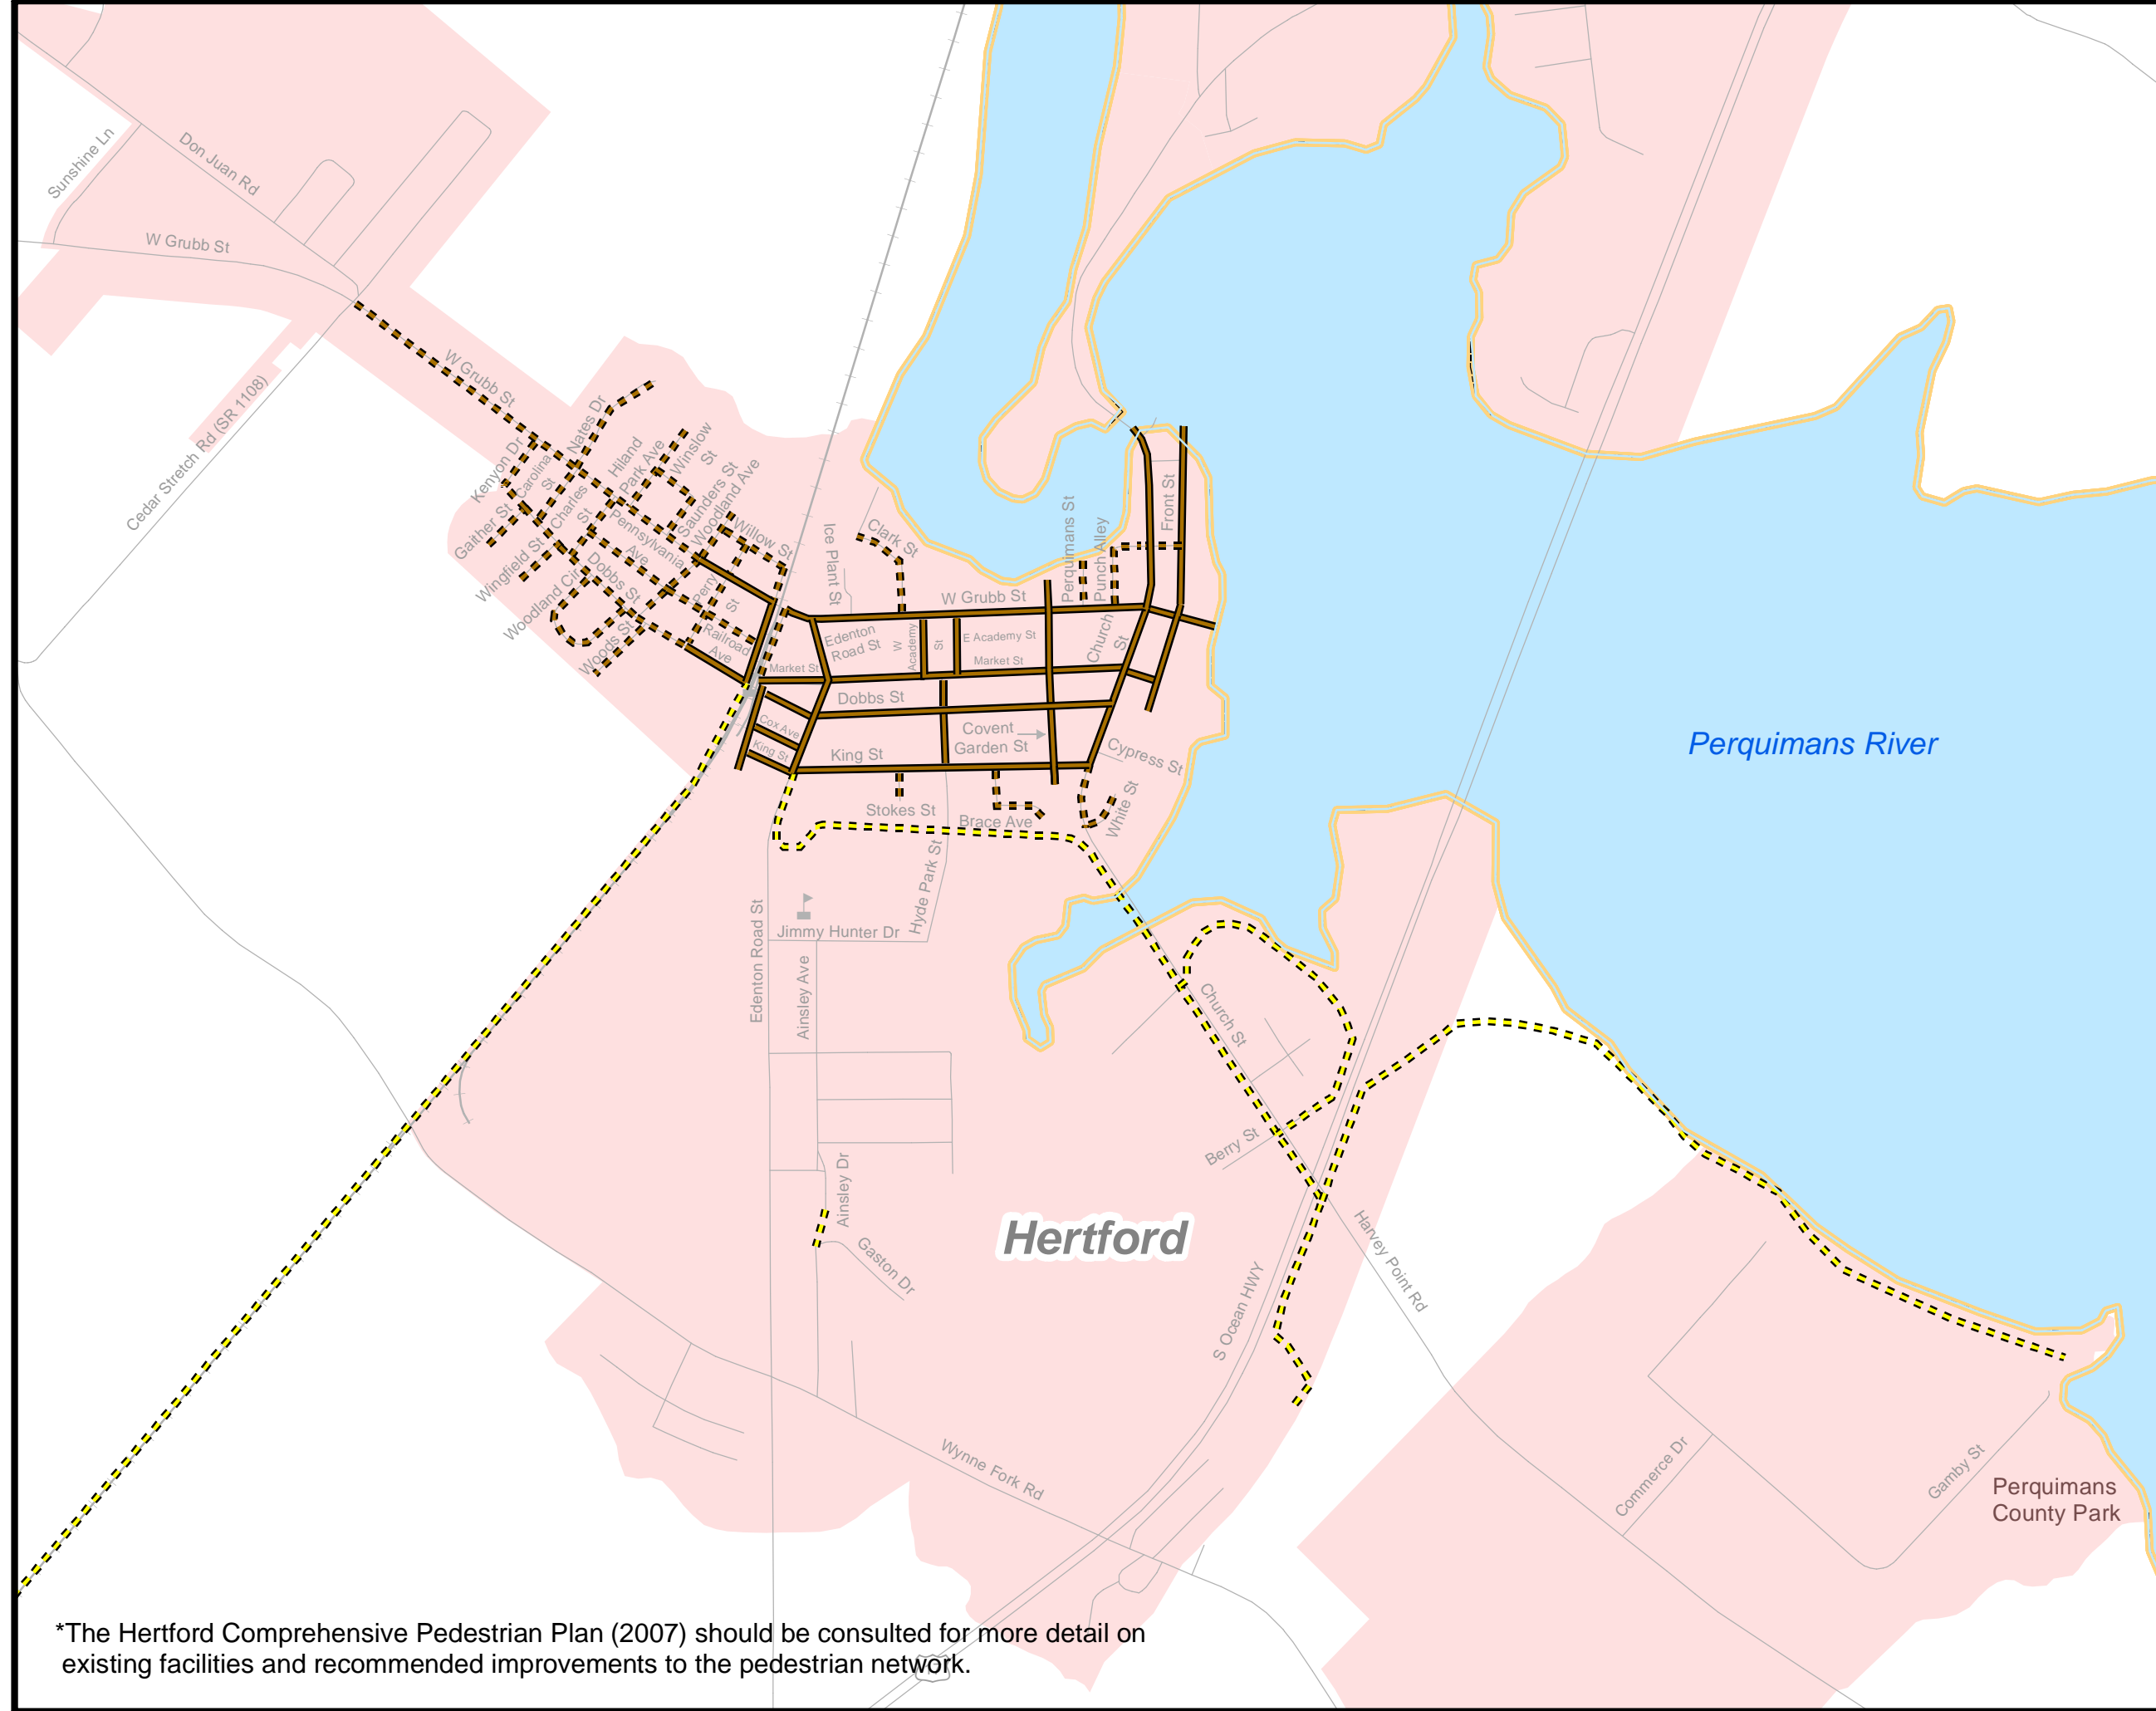 Sunshine Ln
Don Juan Rd
W Grubb St
Cedar Stretch Rd (SR 1108)
W Grubb St
Nates Dr
Kenyon Dr
Carolina
St
Hiland
Park Ave
Winslow
St
Charles
St
Saunders St
Woodland Ave
Gaither St
Pennsylvania
Ave
Willow St
Wingfield St
Dobbs St
Woodland Cir
Perry
St
Woods St
Railroad
Ave
Ice Plant St
Clark St
Perquimans St
Punch Alley
Front St
W Grubb St
Edenton
Road St
W
Academy
St
E Academy St
Church
St
Market St
Market St
Dobbs St
Cox Ave
King St
King St
Covent
Garden St
Cypress St
Perquimans River
Stokes St
Brace Ave
White St
Hyde Park St
Jimmy Hunter Dr
Edenton Road St
Ainsley Ave
Church St
Berry St
Ainsley Dr
Gaston Dr
Hertford
Harvey Point Rd
S Ocean HWY
Wynne Fork Rd
Commerce Dr
Gamby St
Perquimans
County Park
*The Hertford Comprehensive Pedestrian Plan (2007) should be consulted for more detail on
existing facilities and recommended improvements to the pedestrian network.